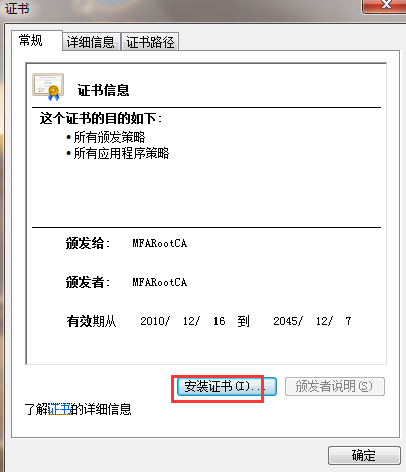 证书
常规 详细信息 证书路径
证书信息
这个证书的目的如下:
• 所有颁发策略
• 所有应用程序策略
颁发给: MFARootCA
颁发者: MFARootCA
有效期从 2010/ 12/ 16 到 2045/ 12/ 7
安装证书(I)... 颁发者说明(S)
了解证书的详细信息
确定